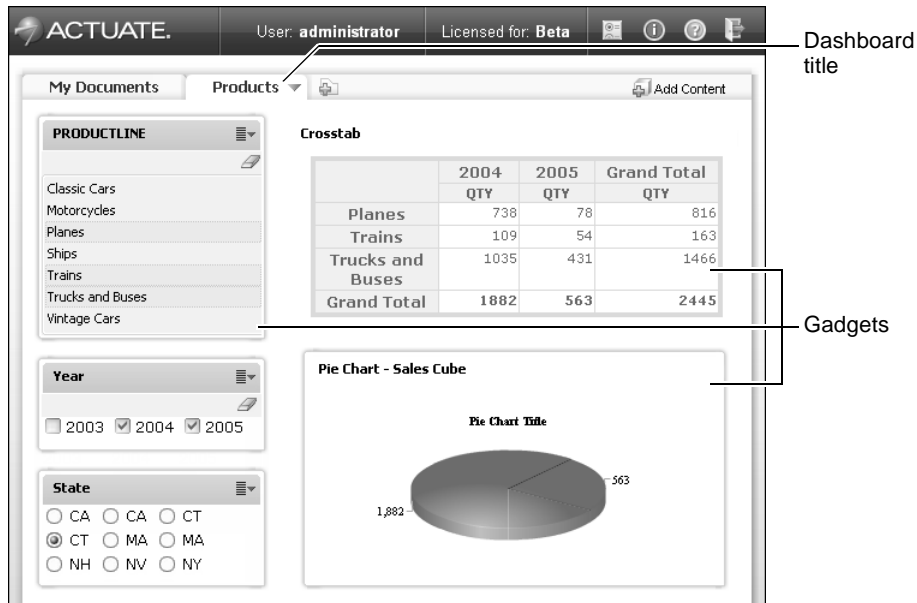 ACTUATE.
User: administrator
Licensed for: Beta
Dashboard
title
My Documents
Products
Add Content
PRODUCTLINE
Classic Cars
Motorcycles
Planes
Ships
Trains
Trucks and Buses
Vintage Cars
Crosstab
2004 2005 Grand Total
QTY QTY QTY
Planes 738 78 816
Trains 109 54 163
Trucks and 1035 431 1466
Buses
Grand Total 1882 563 2445
Gadgets
Year
2003 2004 2005
Pie Chart - Sales Cube
Pie Chart Title
563
1,882
State
CA CA CT
CT MA MA
NH NV NY